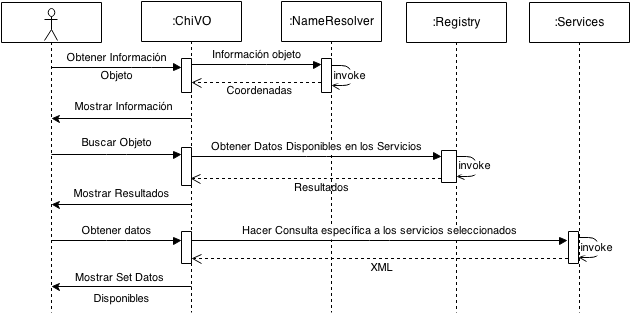 :ChiVO
:NameResolver
:Registry
:Services
Obtener Información
Objeto
Información objeto
invoke
Coordenadas
Mostrar Información
Buscar Objeto
Obtener Datos Disponibles en los Servicios
invoke
Resultados
Mostrar Resultados
Obtener datos
Hacer Consulta específica a los servicios seleccionados
invoke
XML
Mostrar Set Datos
Disponibles